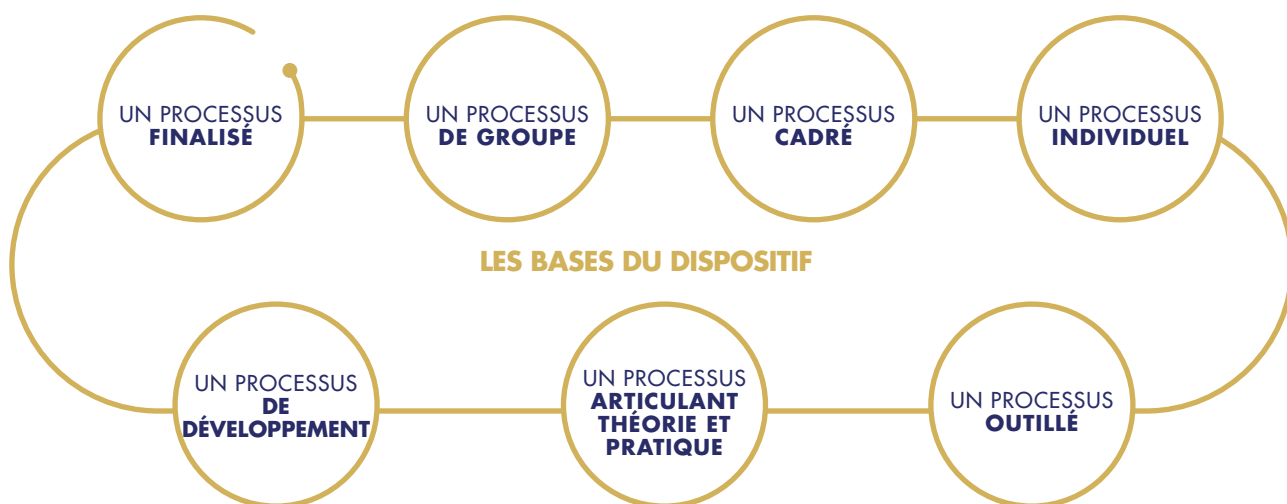 UN PROCESSUS
FINALISÉ
UN PROCESSUS
DE GROUPE
UN PROCESSUS
CADRÉ
UN PROCESSUS
INDIVIDUEL
LES BASES DU DISPOSITIF
UN PROCESSUS
DE
DÉVELOPPEMENT
UN PROCESSUS
ARTICULANT
THÉORIE ET
PRATIQUE
UN PROCESSUS
OUTILLÉ